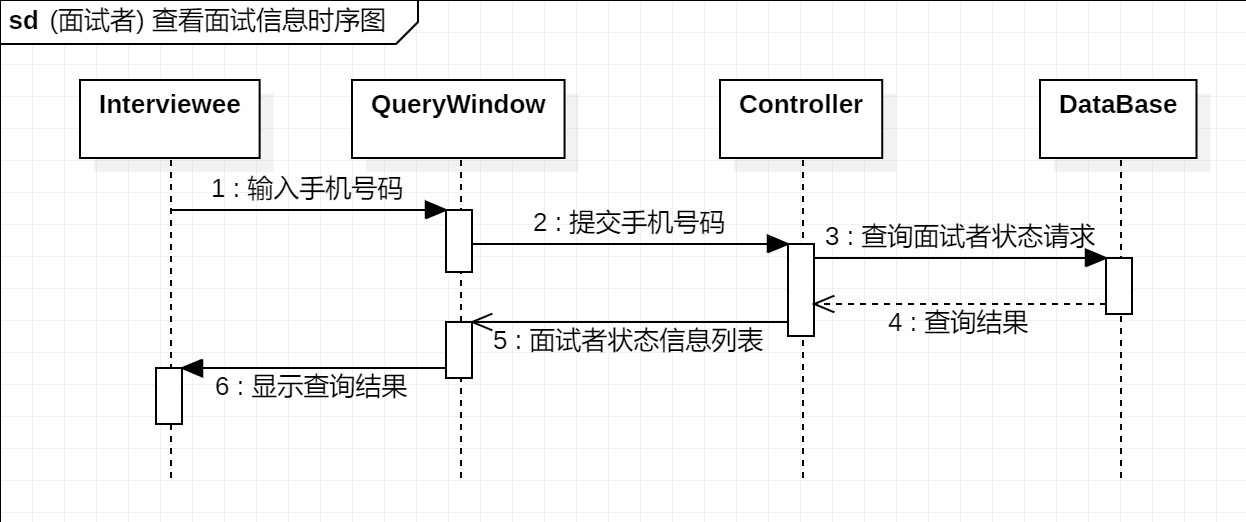 sd (面试者) 查看面试信息时序图
Interviewee
QueryWindow
Controller
DataBase
1 : 输入手机号码
2 : 提交手机号码
3 : 查询面试者状态请求
4 : 查询结果
5 : 面试者状态信息列表
6 : 显示查询结果